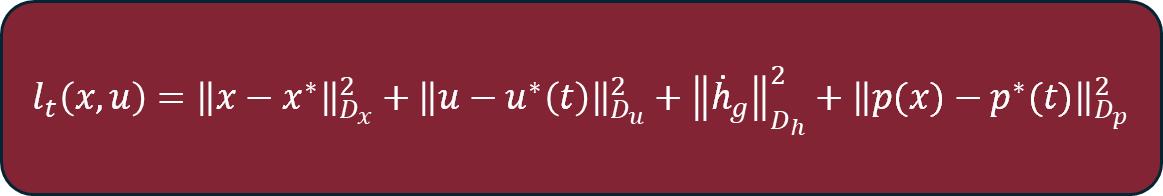 l_t(x, u) = ‖x − x*‖²_{D_x} + ‖u − u*(t)‖²_{D_u} + ‖ḣ_g‖²_{D_h} + ‖p(x) − p*(t)‖²_{D_p}